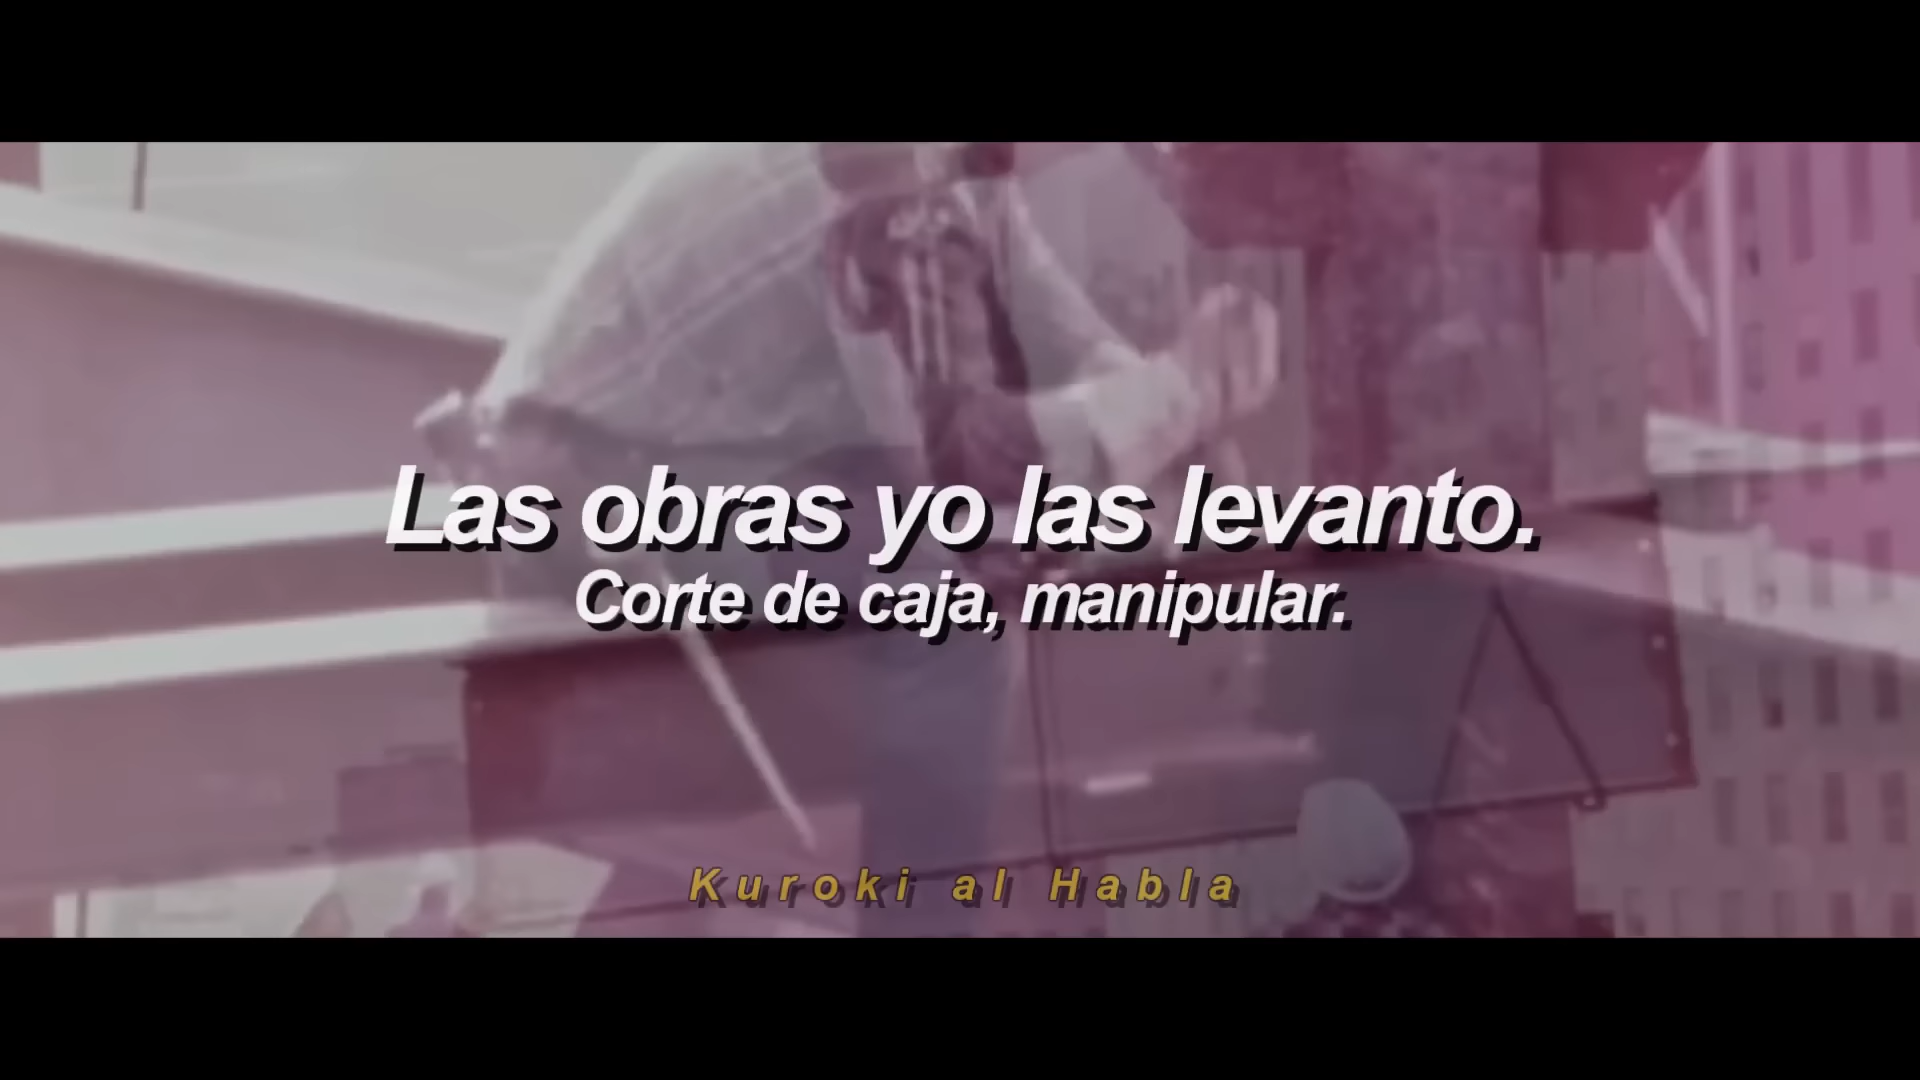 Las obras yo las levanto.
Corte de caja, manipular.
Kuroki al Habla